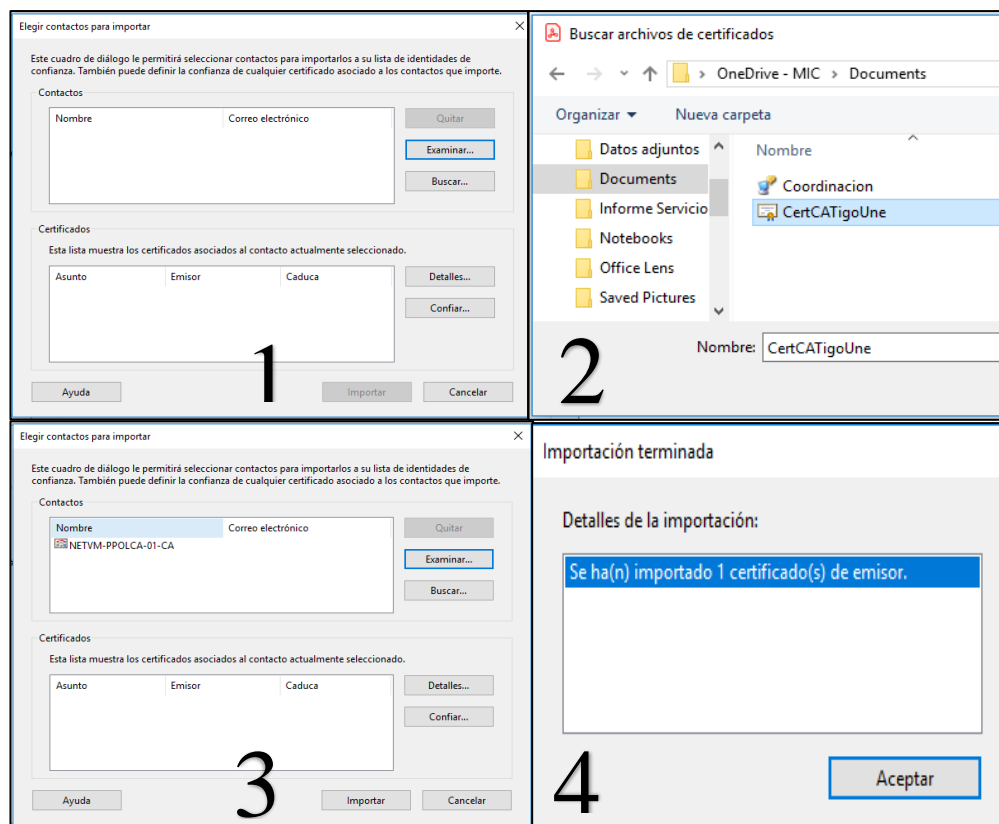 Elegir contactos para importar
Este cuadro de diálogo le permitirá seleccionar contactos para importarlos a su lista de identidades de
confianza. También puede definir la confianza de cualquier certificado asociado a los contactos que importe.
Contactos
Nombre Correo electrónico
Quitar
Examinar...
Buscar...
Certificados
Esta lista muestra los certificados asociados al contacto actualmente seleccionado.
Asunto Emisor Caduca
Detalles...
Confiar...
1
Ayuda Importar Cancelar
Buscar archivos de certificados
OneDrive - MIC > Documents
Organizar Nueva carpeta
Datos adjuntos
Documents
Informe Servicio
Notebooks
Office Lens
Saved Pictures
Nombre
Coordinacion
CertCATigoUne
2
Nombre: CertCATigoUne
Elegir contactos para importar
Este cuadro de diálogo le permitirá seleccionar contactos para importarlos a su lista de identidades de
confianza. También puede definir la confianza de cualquier certificado asociado a los contactos que importe.
Contactos
Nombre Correo electrónico
NETVM-PPOLCA-01-CA
Quitar
Examinar...
Buscar...
Certificados
Esta lista muestra los certificados asociados al contacto actualmente seleccionado.
Asunto Emisor Caduca
Detalles...
Confiar...
3
Ayuda Importar Cancelar
Importación terminada
Detalles de la importación:
Se ha(n) importado 1 certificado(s) de emisor.
4
Aceptar